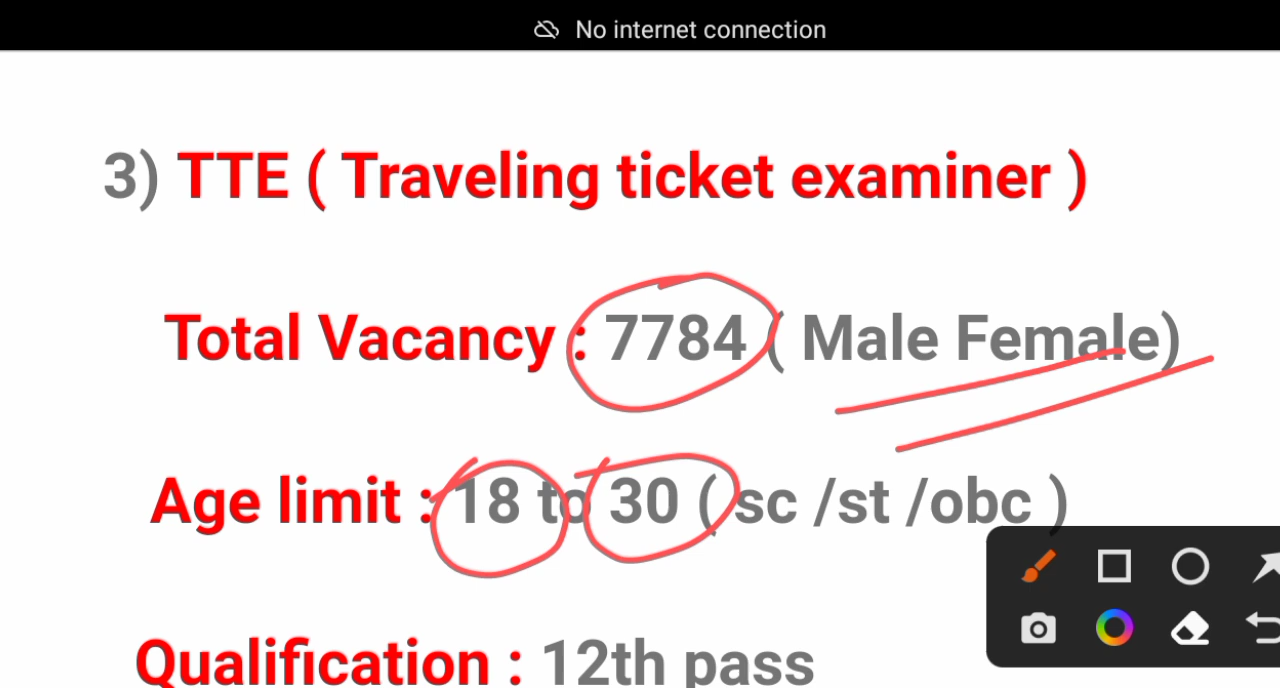 No internet connection
3) TTE ( Traveling ticket examiner )
Total Vacancy : 7784 ( Male Female)
Age limit : 18 to 30 ( sc /st /obc )
Qualification : 12th pass